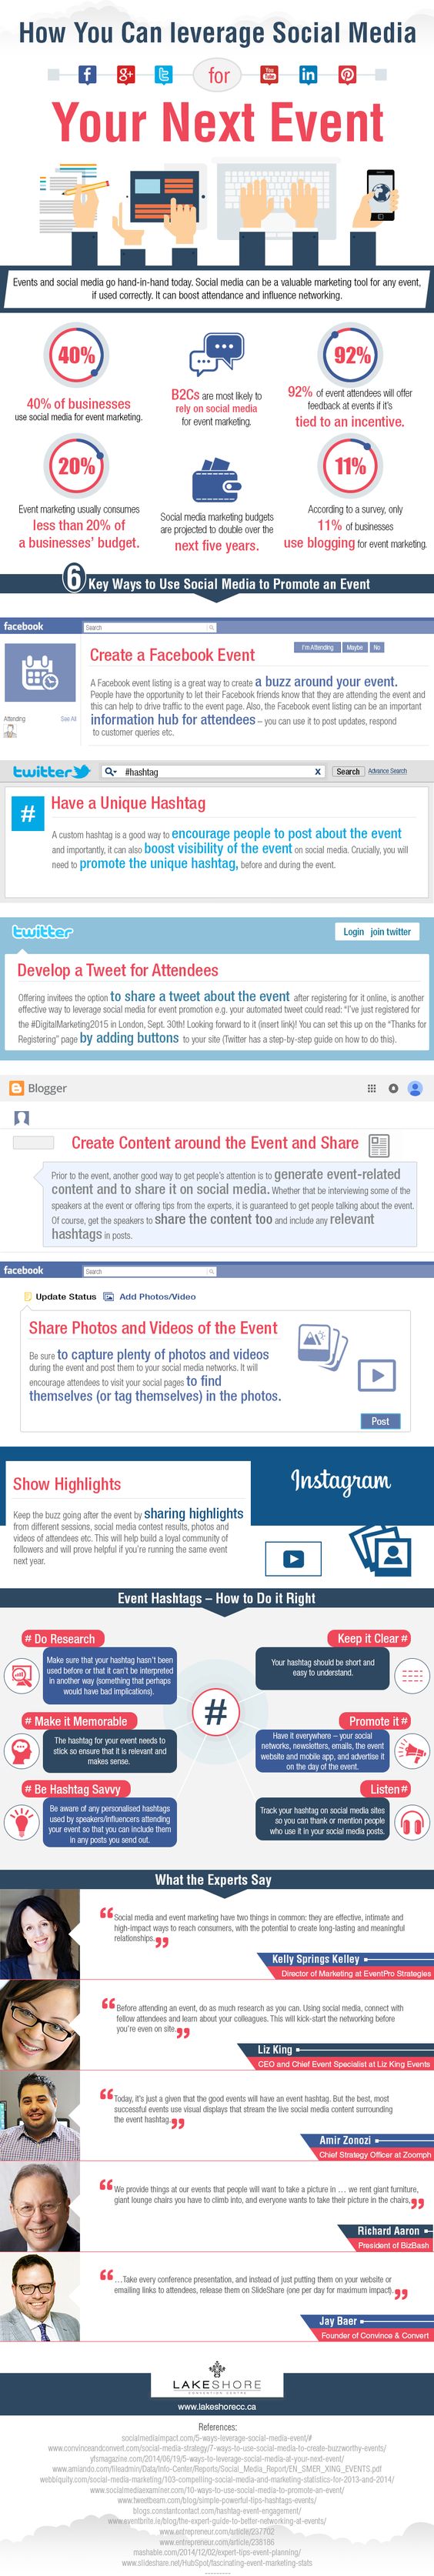 How You Can leverage Social Media
for
Your Next Event
Events and social media go hand-in-hand today. Social media can be a valuable marketing tool for any event,
if used correctly. It can boost attendance and influence networking.
40%
40% of businesses
use social media for event marketing.
B2Cs are most likely to
rely on social media
for event marketing.
92%
92% of event attendees will offer
feedback at events if it's
tied to an incentive.
20%
Event marketing usually consumes
less than 20% of
a businesses' budget.
Social media marketing budgets
are projected to double over the
next five years.
11%
According to a survey, only
11% of businesses
use blogging for event marketing.
6 Key Ways to Use Social Media to Promote an Event
facebook
Search
I'm Attending Maybe No
Create a Facebook Event
A Facebook event listing is a great way to create a buzz around your event.
People have the opportunity to let their Facebook friends know that they are attending the event and
this can help to drive traffic to the event page. Also, the Facebook event listing can be an important
information hub for attendees – you can use it to post updates, respond
to customer queries etc.
Attending See All
twitter
#hashtag
X
Search Advance Search
# Have a Unique Hashtag
A custom hashtag is a good way to encourage people to post about the event
and importantly, it can also boost visibility of the event on social media. Crucially, you will
need to promote the unique hashtag, before and during the event.
twitter
Login join twitter
Develop a Tweet for Attendees
Offering invitees the option to share a tweet about the event after registering for it online, is another
effective way to leverage social media for event promotion e.g. your automated tweet could read: "I've just registered for
the #DigitalMarketing2015 in London, Sept. 30th! Looking forward to it (insert link)! You can set this up on the "Thanks for
Registering" page by adding buttons to your site (Twitter has a step-by-step guide on how to do this).
Blogger
Create Content around the Event and Share
Prior to the event, another good way to get people's attention is to generate event-related
content and to share it on social media. Whether that be interviewing some of the
speakers at the event or offering tips from the experts, it is guaranteed to get people talking about the event.
Of course, get the speakers to share the content too and include any relevant
hashtags in posts.
facebook
Search
Update Status Add Photos/Video
Share Photos and Videos of the Event
Be sure to capture plenty of photos and videos
during the event and post them to your social media networks. It will
encourage attendees to visit your social pages to find
themselves (or tag themselves) in the photos.
Post
Show Highlights
Keep the buzz going after the event by sharing highlights
from different sessions, social media contest results, photos and
videos of attendees etc. This will help build a loyal community of
followers and will prove helpful if you're running the same event
next year.
Instagram
Event Hashtags – How to Do it Right
# Do Research
Make sure that your hashtag hasn't been
used before or that it can't be interpreted
in another way (something that perhaps
would have bad implications).
Keep it Clear #
Your hashtag should be short and
easy to understand.
#
# Make it Memorable
The hashtag for your event needs to
stick so ensure that it is relevant and
makes sense.
Promote it #
Have it everywhere – your social
networks, newsletters, emails, the event
website and mobile app, and advertise it
on the day of the event.
# Be Hashtag Savvy
Be aware of any personalised hashtags
used by speakers/influencers attending
your event so that you can include them
in any posts you send out.
Listen #
Track your hashtag on social media sites
so you can thank or mention people
who use it in your social media posts.
What the Experts Say
“Social media and event marketing have two things in common: they are effective, intimate and
high-impact ways to reach consumers, with the potential to create long-lasting and meaningful
relationships.”
Kelly Springs Kelley
Director of Marketing at EventPro Strategies
“Before attending an event, do as much research as you can. Using social media, connect with
fellow attendees and learn about your colleagues. This will kick-start the networking before
you're even on site.”
Liz King
CEO and Chief Event Specialist at Liz King Events
“Today, it's just a given that the good events will have an event hashtag. But the best, most
successful events use visual displays that stream the live social media content surrounding
the event hashtag.”
Amir Zonozi
Chief Strategy Officer at Zoomph
“We provide things at our events that people will want to take a picture in … we rent giant furniture,
giant lounge chairs you have to climb into, and everyone wants to take their picture in the chairs.”
Richard Aaron
President of BizBash
“…Take every conference presentation, and instead of just putting them on your website or
emailing links to attendees, release them on SlideShare (one per day for maximum impact).”
Jay Baer
Founder of Convince & Convert
LAKESHORE
www.lakeshorecc.ca
References:
socialmediaimpact.com/5-ways-leverage-social-media-event/#
www.convinceandconvert.com/social-media-strategy/7-ways-to-use-social-media-to-create-buzzworthy-events/
yfsmagazine.com/2014/06/19/5-ways-to-leverage-social-media-at-your-next-event/
www.amiando.com/fileadmin/Data/Info-Center/Reports/Social_Media_Report/EN_SMER_XING_EVENTS.pdf
webbiquity.com/social-media-marketing/103-compelling-social-media-and-marketing-statistics-for-2013-and-2014/
www.socialmediaexaminer.com/10-ways-to-use-social-media-to-promote-an-event/
www.tweetbeam.com/blog/simple-powerful-tips-hashtags-events/
blogs.constantcontact.com/hashtag-event-engagement/
www.eventbrite.ie/blog/the-expert-guide-to-better-networking-at-events/
www.entrepreneur.com/article/237702
www.entrepreneur.com/article/238186
mashable.com/2014/12/02/expert-tips-event-planning/
www.slideshare.net/HubSpot/fascinating-event-marketing-stats